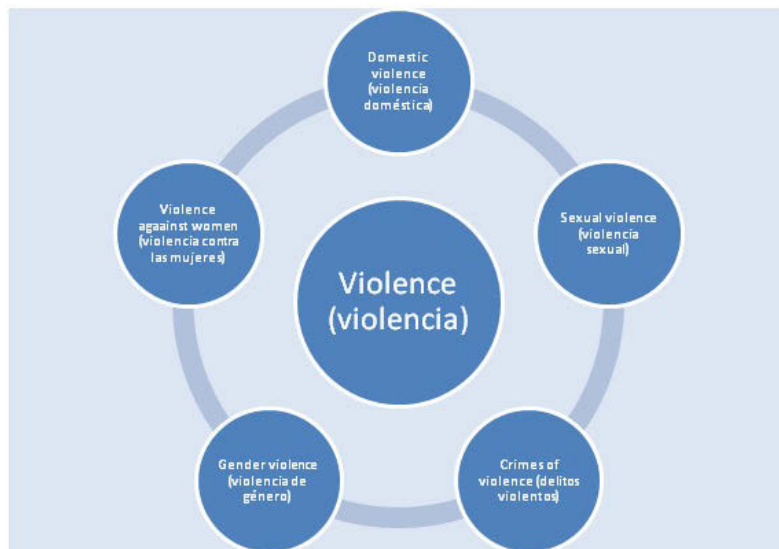 Domestic
violence
(violencia
doméstica)
Sexual violence
(violencia
sexual)
Crimes of
violence (delitos
violentos)
Gender violence
(violencia de
género)
Violence
agaainst women
(violencia contra
las mujeres)
Violence
(violencia)